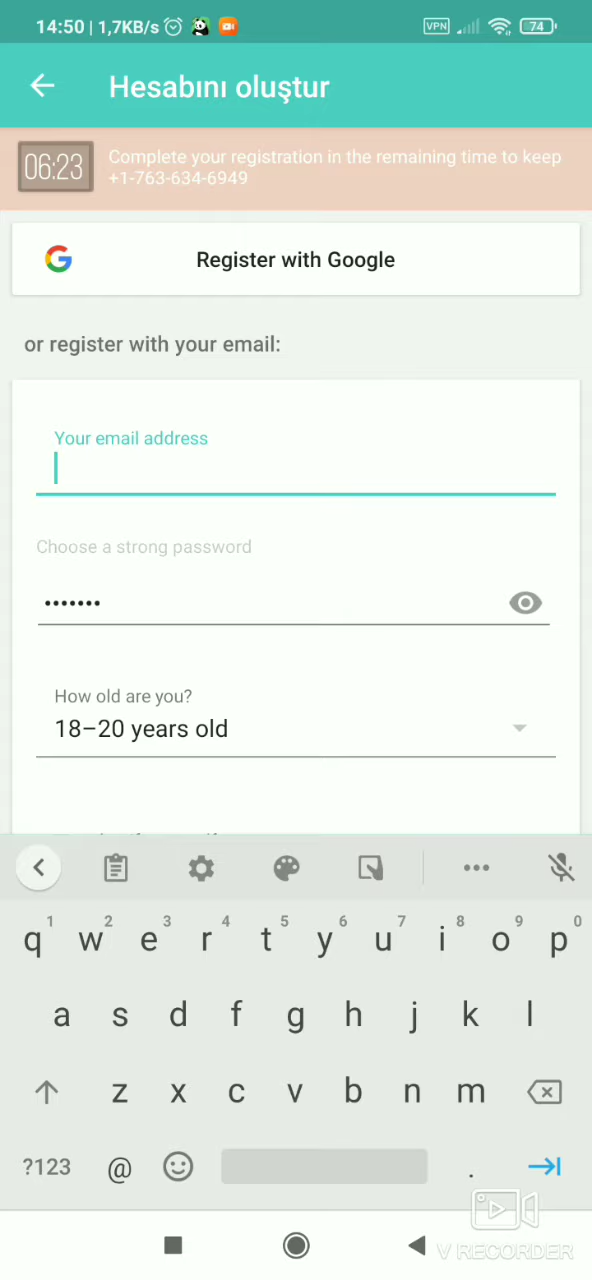 14:50 | 1,7KB/s
VPN
74
Hesabını oluştur
06:23
Complete your registration in the remaining time to keep
+1-763-634-6949
Register with Google
or register with your email:
Your email address
Choose a strong password
•••••••
How old are you?
18–20 years old
1 2 3 4 5 6 7 8 9 0
q w e r t y u i o p
a s d f g h j k l
z x c v b n m
?123 @ .
V RECORDER